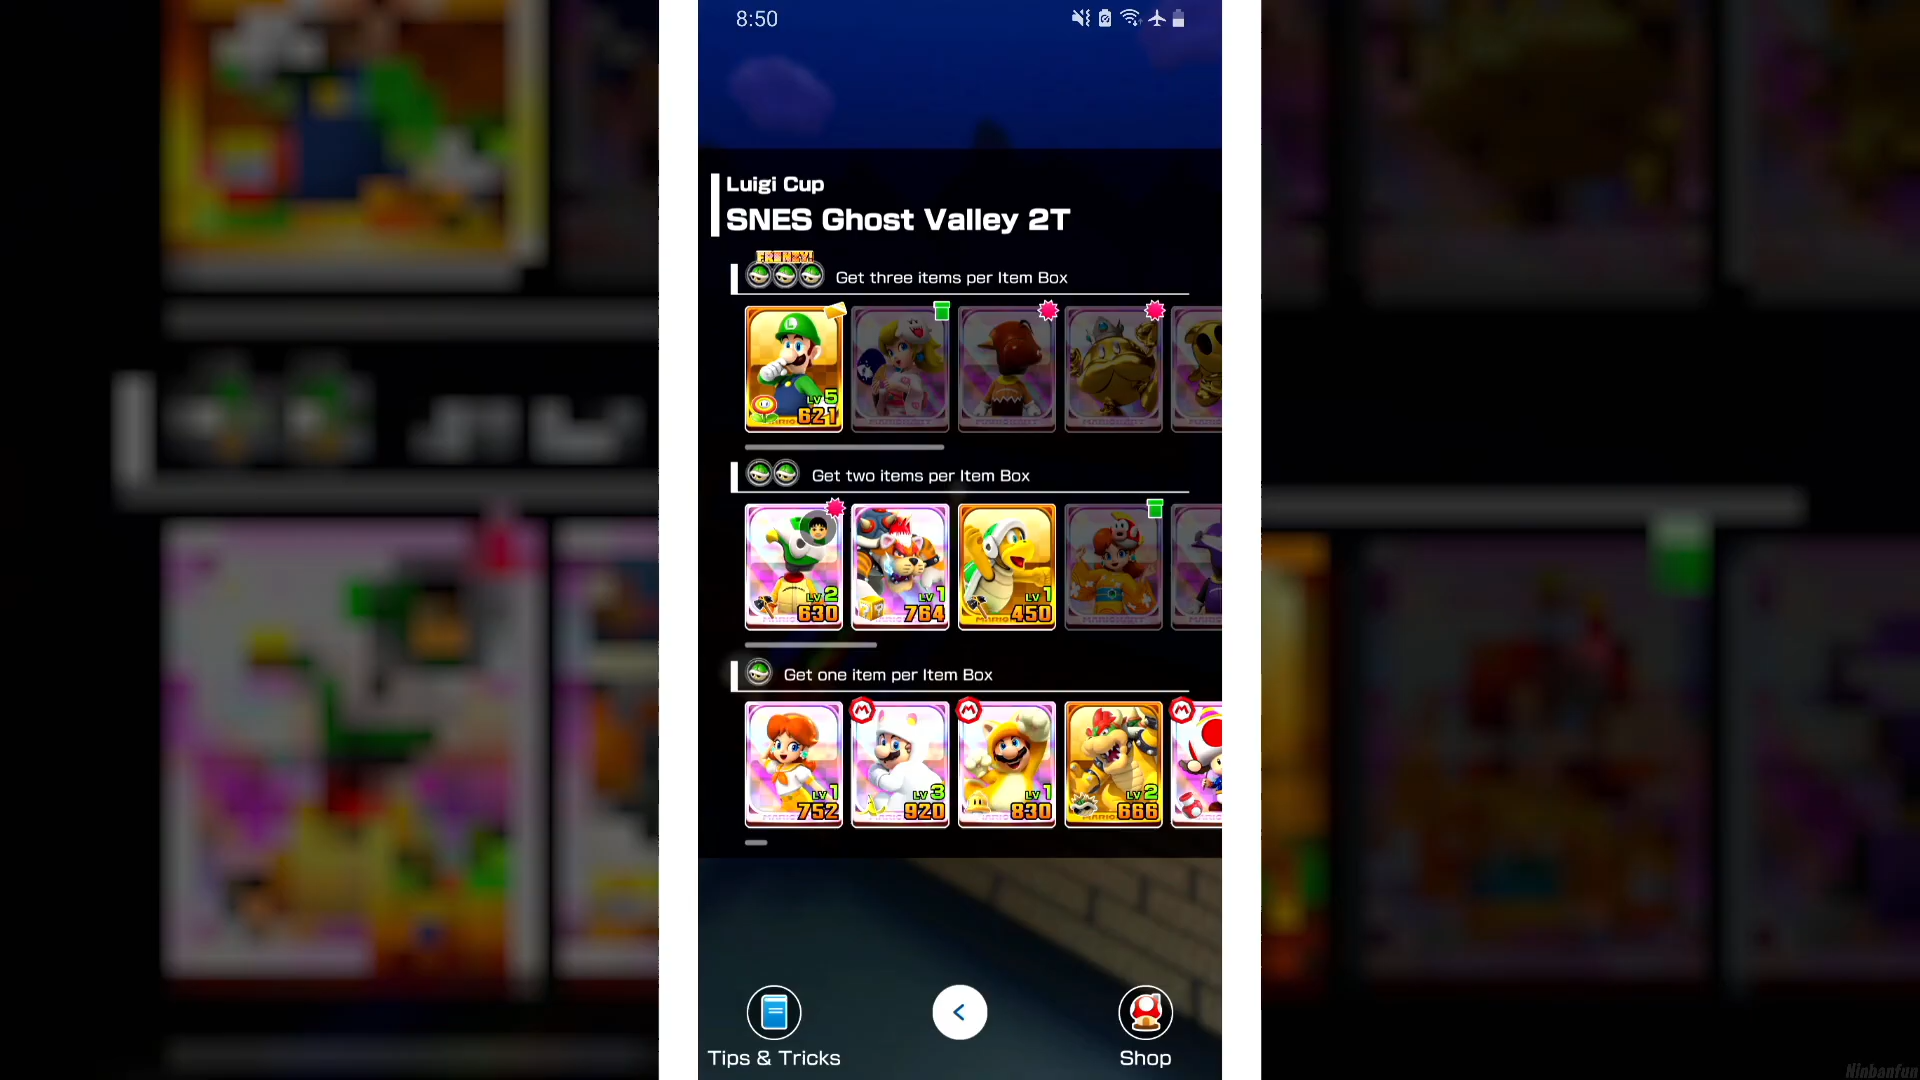 8:50
Luigi Cup
SNES Ghost Valley 2T
FRENZY!
Get three items per Item Box
L
LV 5
621
Get two items per Item Box
LV 2
630
LV 1
764
LV 1
450
Get one item per Item Box
LV 1
752
M
LV 3
920
M
LV 1
830
LV 2
666
M
<
Tips & Tricks
Shop
Ninbanfun